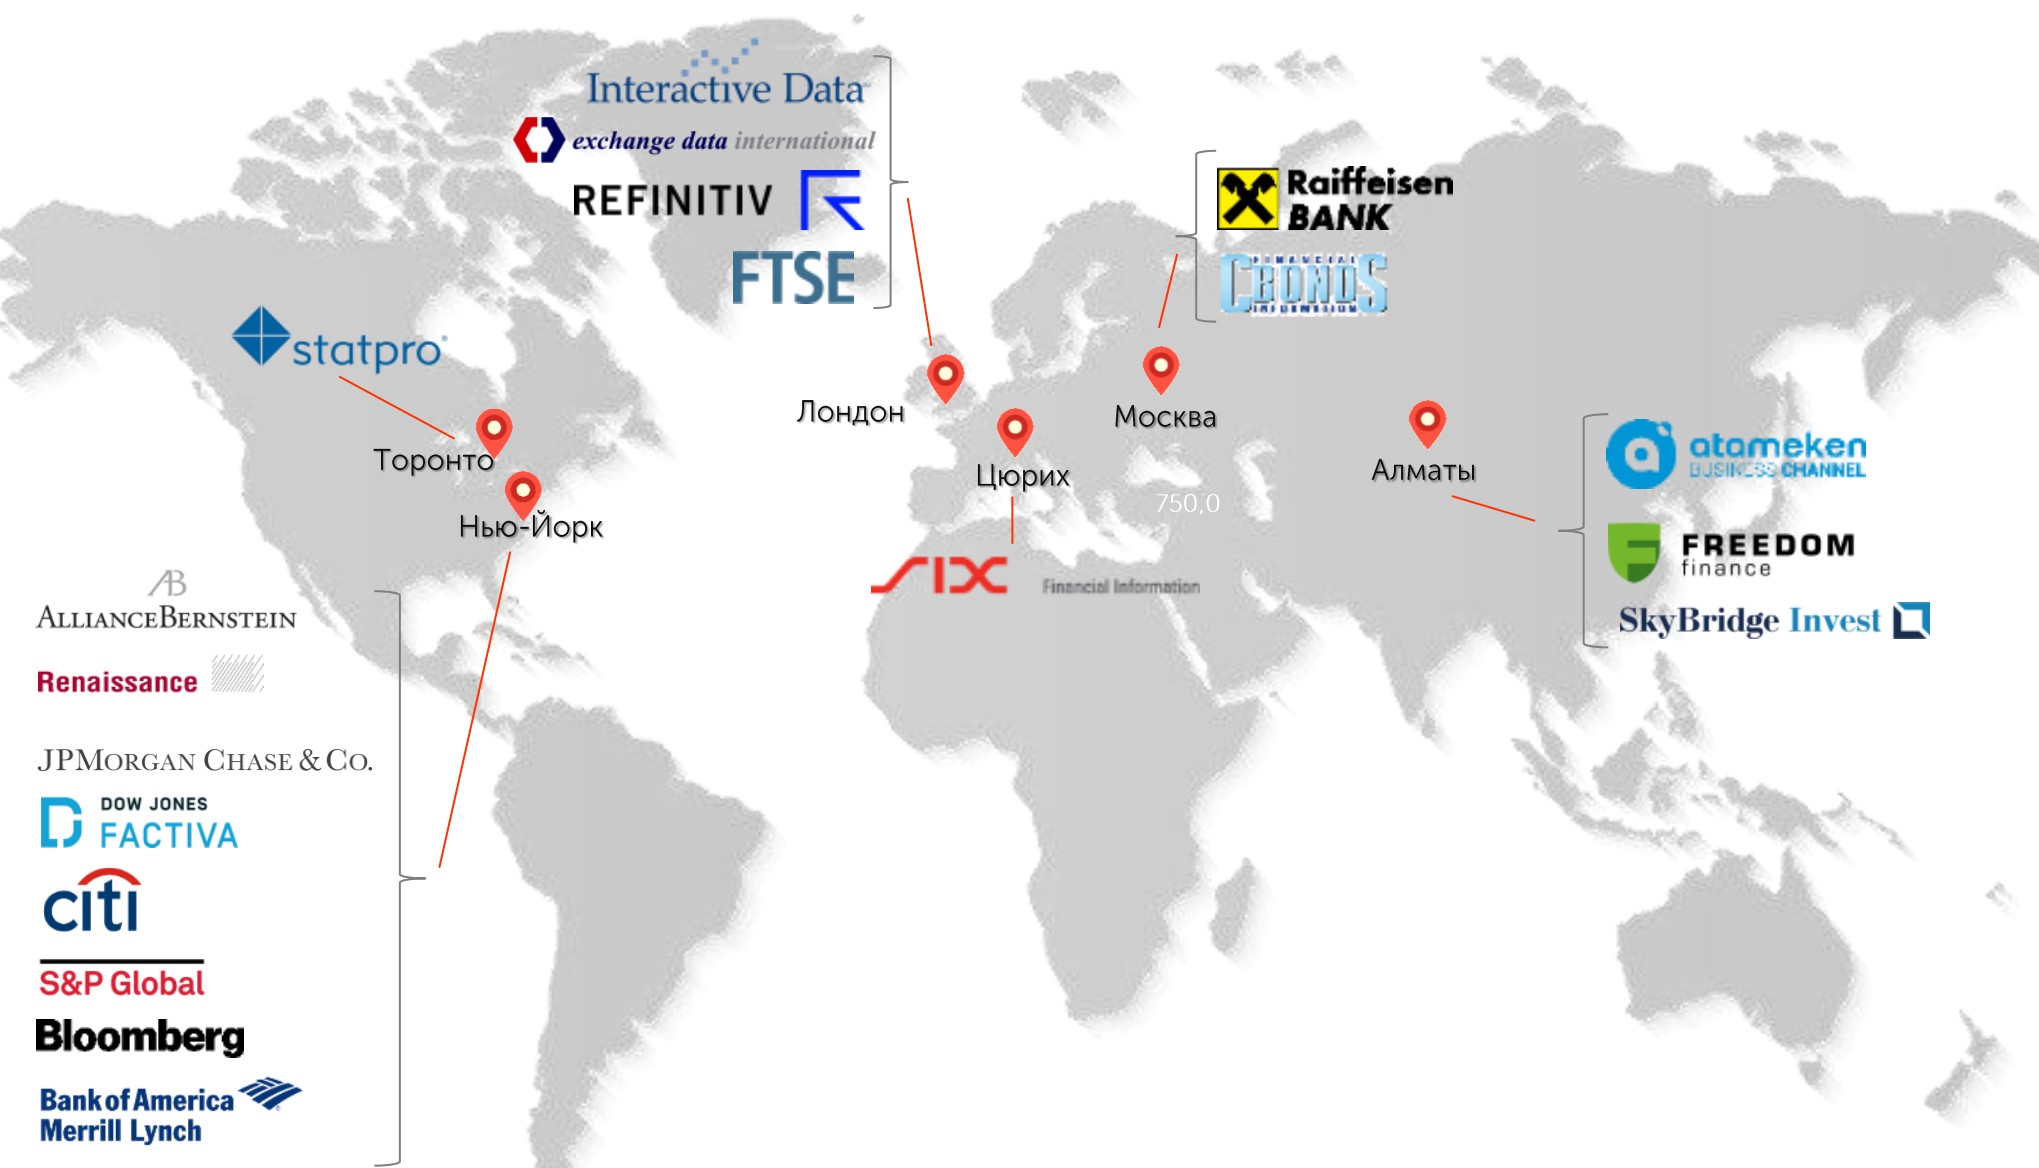 Interactive Data
exchange data international
REFINITIV
FTSE
Raiffeisen
BANK
FINANCIAL
CBONDS
INFORMATION
statpro
Лондон
Москва
Торонто
Цюрих
Алматы
Нью-Йорк
750,0
atameken
BUSINESS CHANNEL
FREEDOM
finance
SkyBridge Invest
SIX Financial Information
AB
ALLIANCEBERNSTEIN
Renaissance
JPMORGAN CHASE & CO.
DOW JONES
FACTIVA
citi
S&P Global
Bloomberg
Bank of America
Merrill Lynch